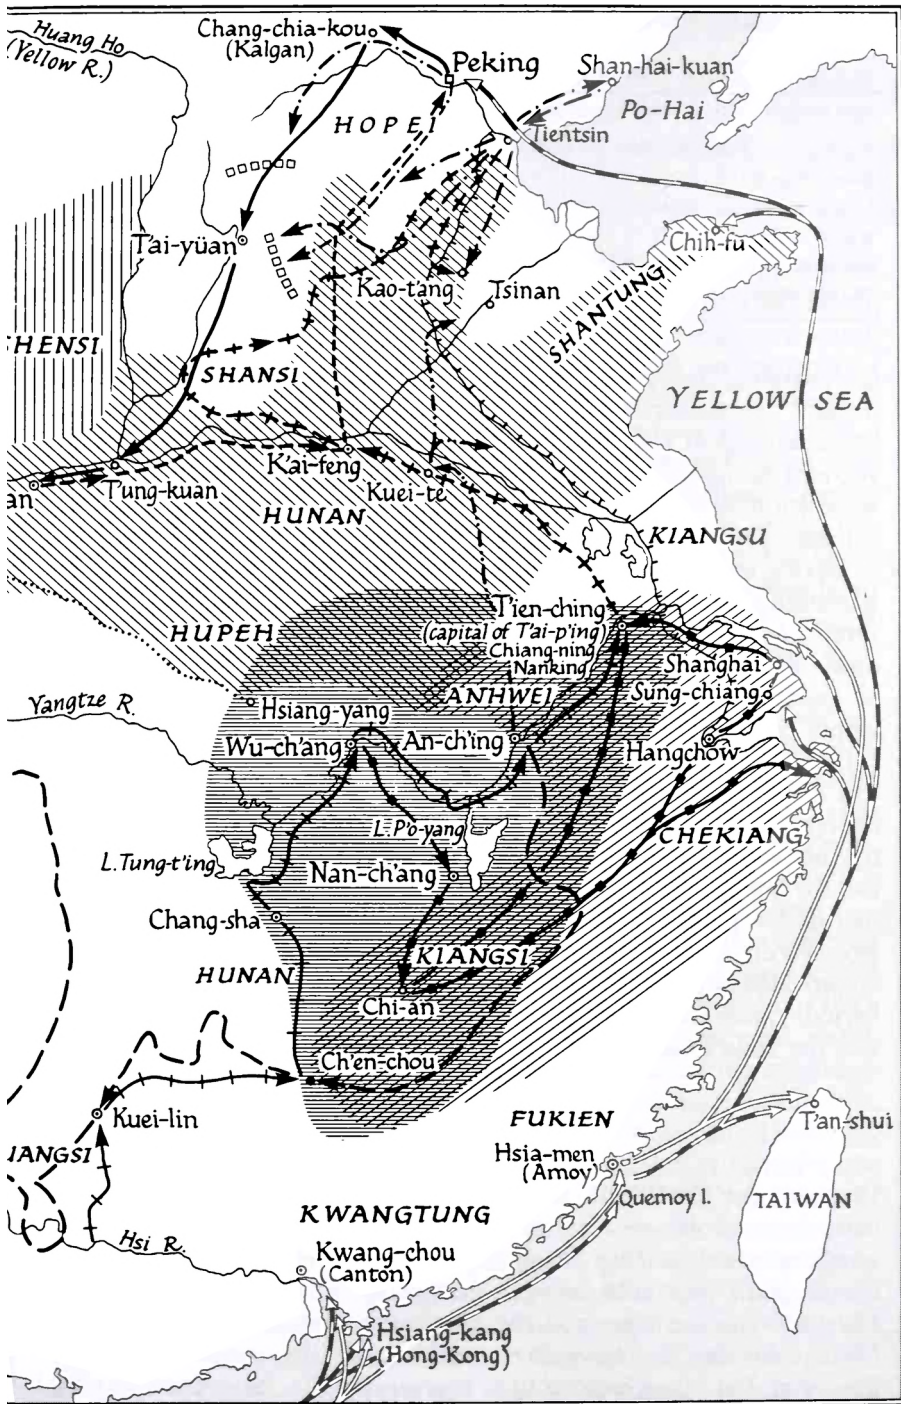 Huang Ho
(Yellow R.)
Chang-chia-kou
(Kalgan)
Peking
Shan-hai-kuan
Po-Hai
HOPEI
Tientsin
T'ai-yüan
Chih-fu
Kao-t'ang
Tsinan
SHANTUNG
HENSI
SHANSI
YELLOW SEA
K'ai-feng
an
T'ung-kuan
Kuei-te
HUNAN
KIANGSU
T'ien-ching
(capital of T'ai-p'ing)
Chiang-ning
Nanking
HUPEH
Shanghai
ANHWEI
Sung-chiang
Yangtze R.
Hsiang-yang
Wu-ch'ang
An-ch'ing
Hangchow
L. P'o-yang
CHEKIANG
L. Tung-t'ing
Nan-ch'ang
Chang-sha
KIANGSI
HUNAN
Chi-an
Ch'en-chou
Kuei-lin
FUKIEN
T'an-shui
JANGSI
Hsia-men
(Amoy)
Quemoy I.
TAIWAN
KWANGTUNG
Hsi R.
Kwang-chou
(Canton)
Hsiang-kang
(Hong-Kong)